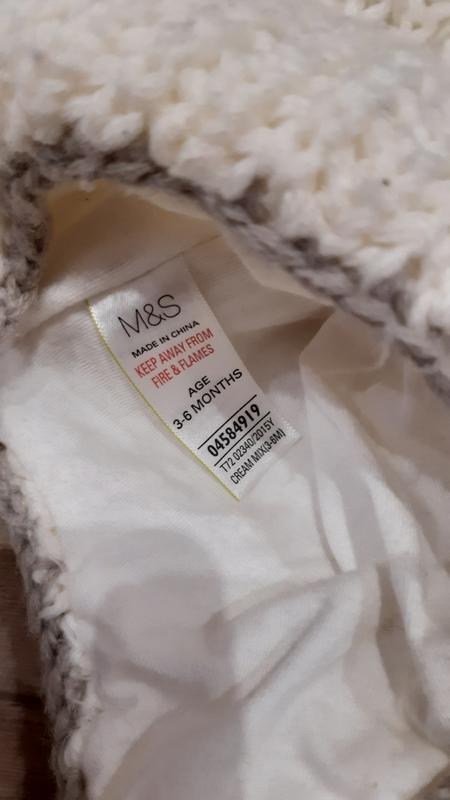 M&S
MADE IN CHINA
KEEP AWAY FROM
FIRE & FLAMES
AGE
3-6 MONTHS
04584919
T72 02340/2015Y
CREAM MIX(3-6M)